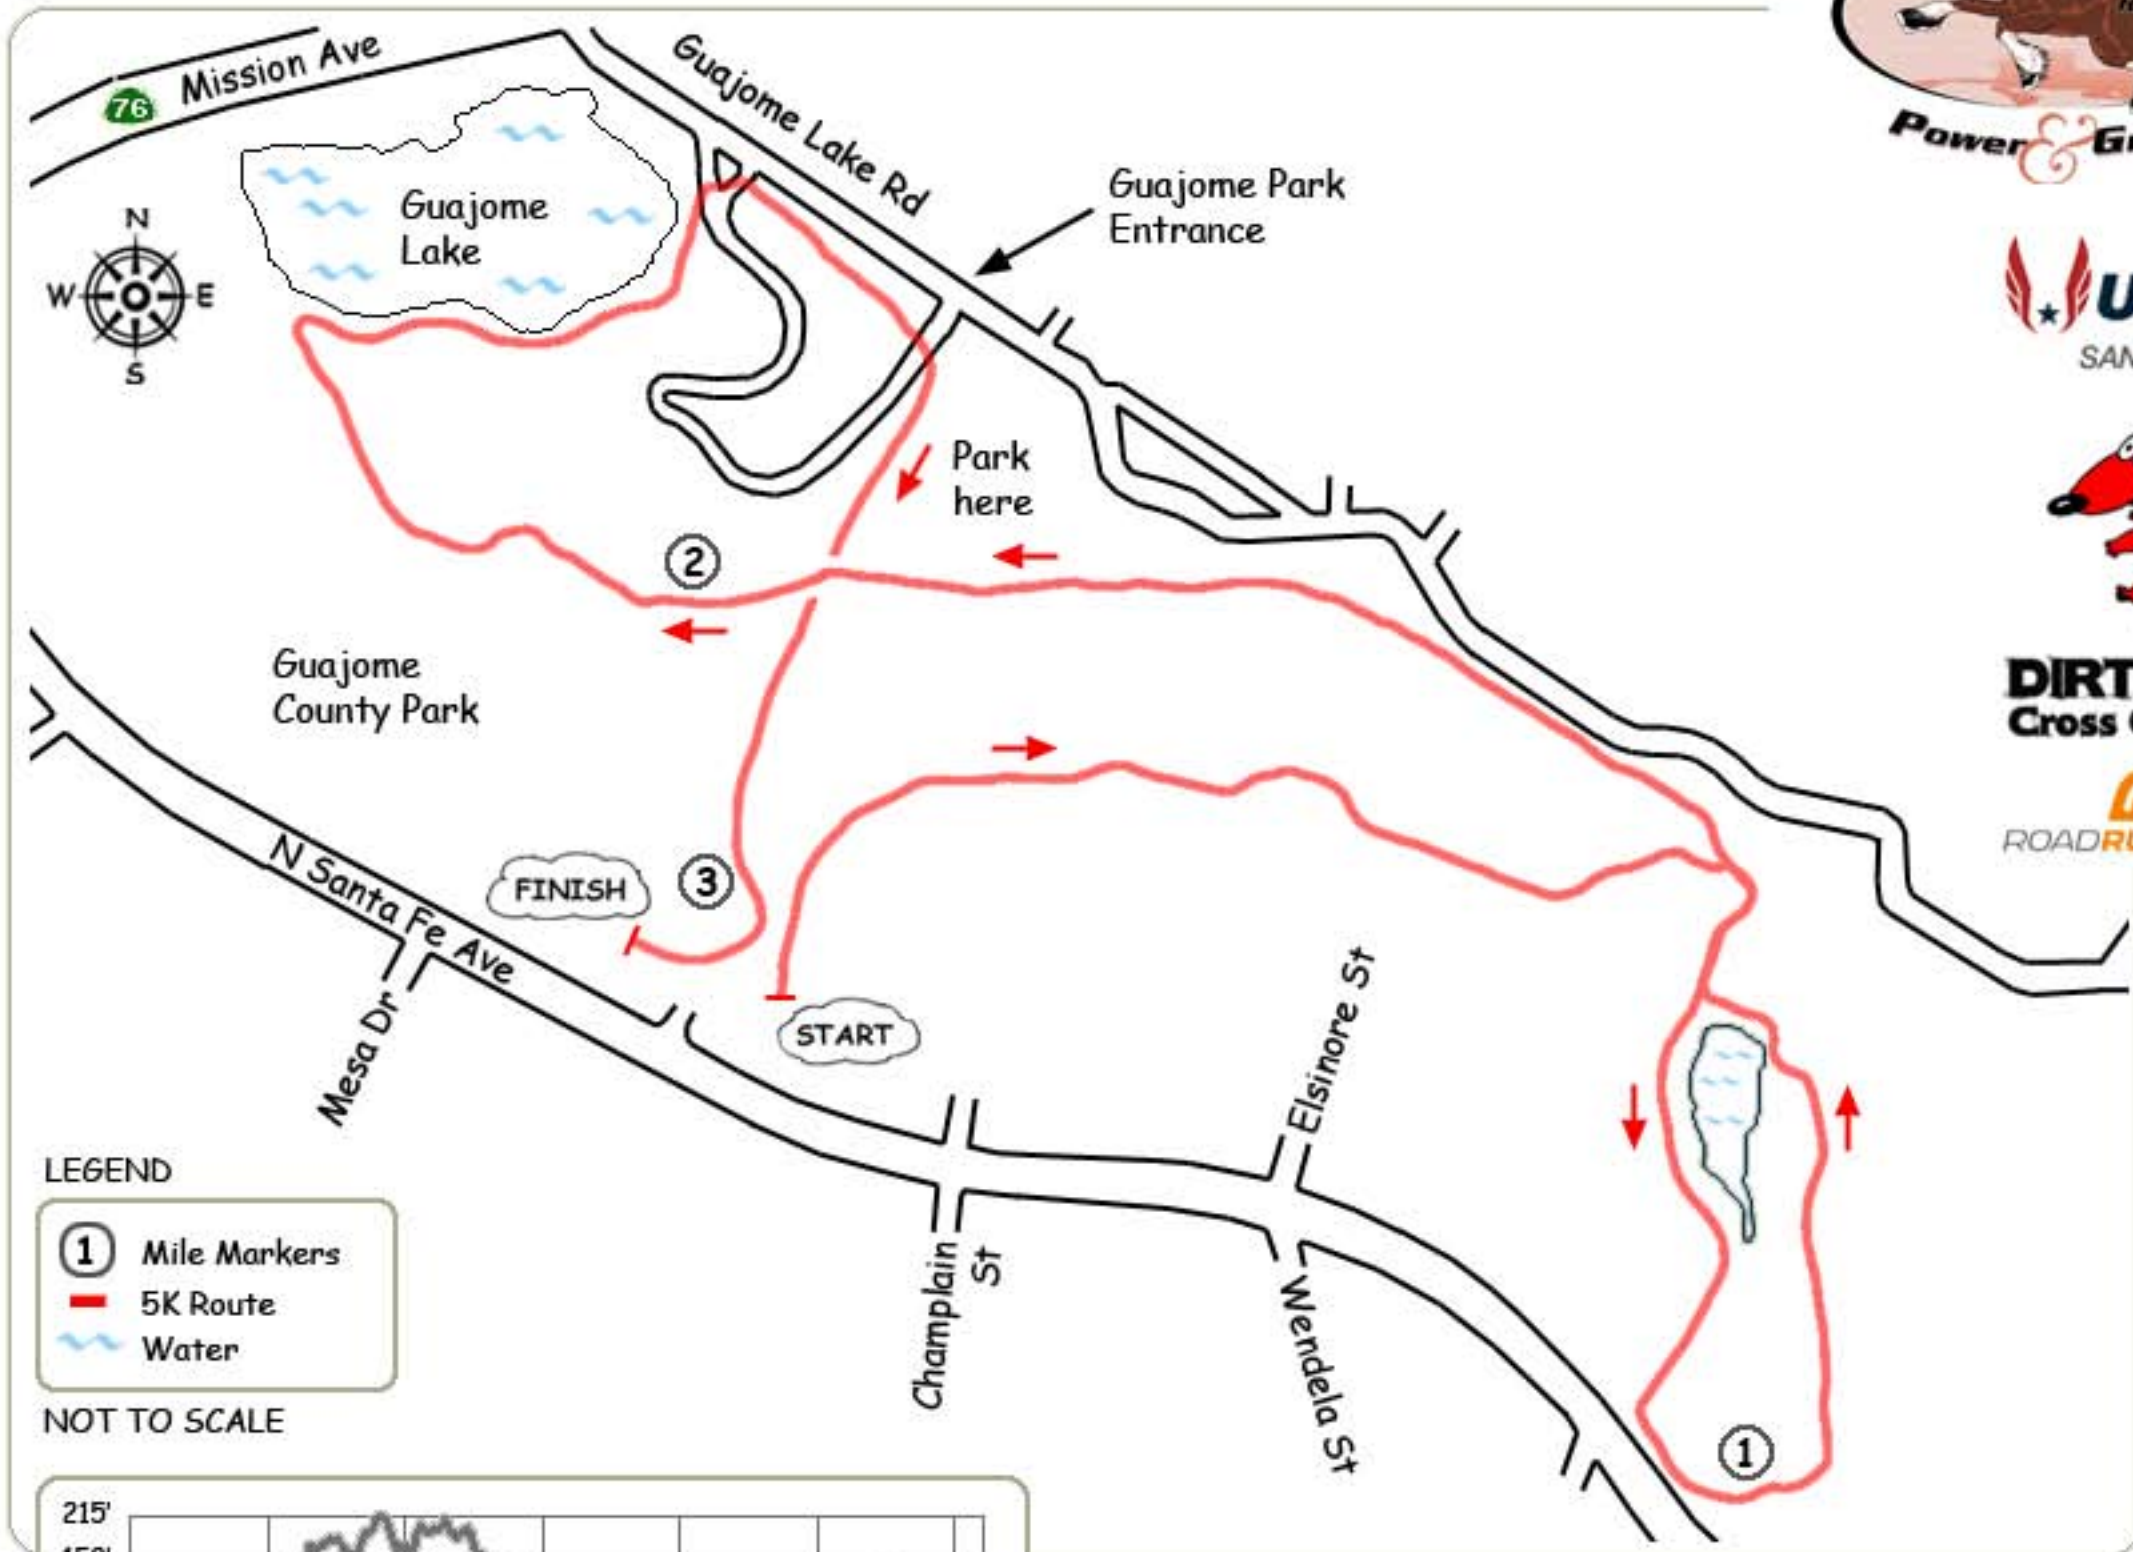 76
Mission Ave
Guajome Lake Rd
Guajome
Lake
Guajome Park
Entrance
N
W
E
S
Power &
SAN
Park
here
2
Guajome
County Park
DIRT
Cross
ROAD
FINISH
3
START
N Santa Fe Ave
Mesa Dr
Elsinore St
Champlain
St
Wendela St
1
LEGEND
1 Mile Markers
5K Route
Water
NOT TO SCALE
215'